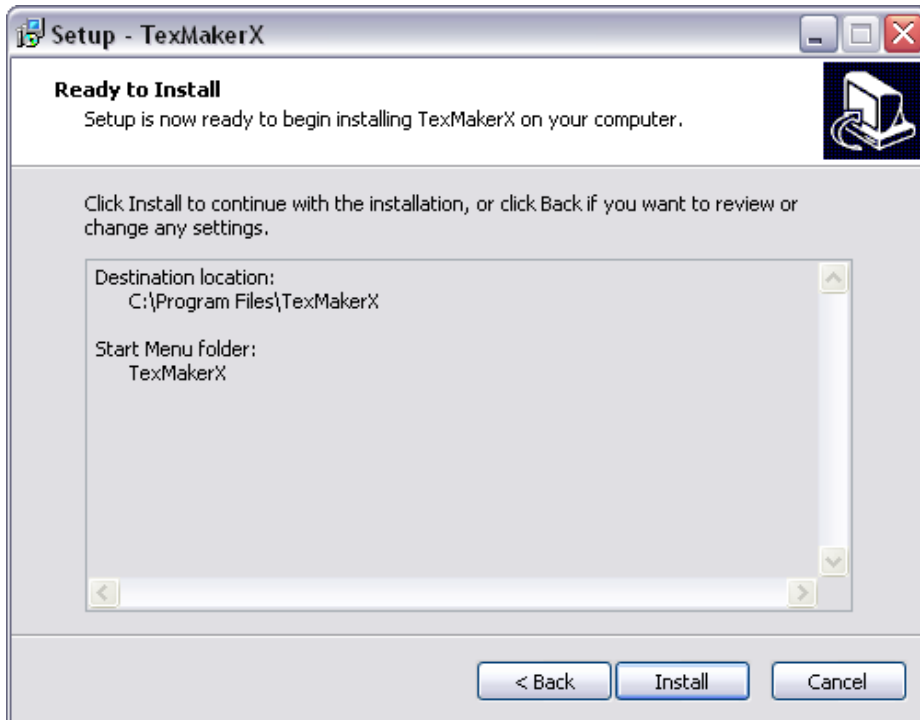 Setup - TexMakerX
Ready to Install
Setup is now ready to begin installing TexMakerX on your computer.
Click Install to continue with the installation, or click Back if you want to review or
change any settings.
Destination location:
C:\Program Files\TexMakerX
Start Menu folder:
TexMakerX
< Back
Install
Cancel